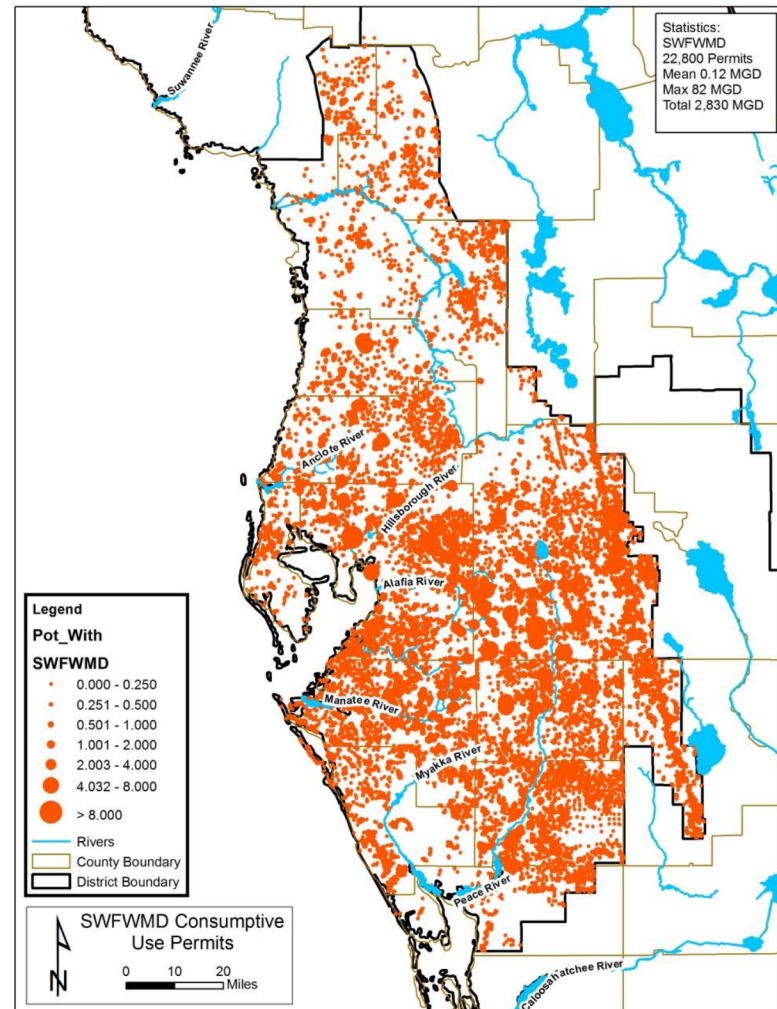 Statistics:
SWFWMD
22,800 Permits
Mean 0.12 MGD
Max 82 MGD
Total 2,830 MGD
Suwannee River
Anclote River
Hillsborough River
Alafia River
Manatee River
Myakka River
Peace River
Caloosahatchee River
Legend
Pot_With
SWFWMD
0.000 - 0.250
0.251 - 0.500
0.501 - 1.000
1.001 - 2.000
2.003 - 4.000
4.032 - 8.000
> 8.000
Rivers
County Boundary
District Boundary
SWFWMD Consumptive
Use Permits
N
0 10 20
Miles